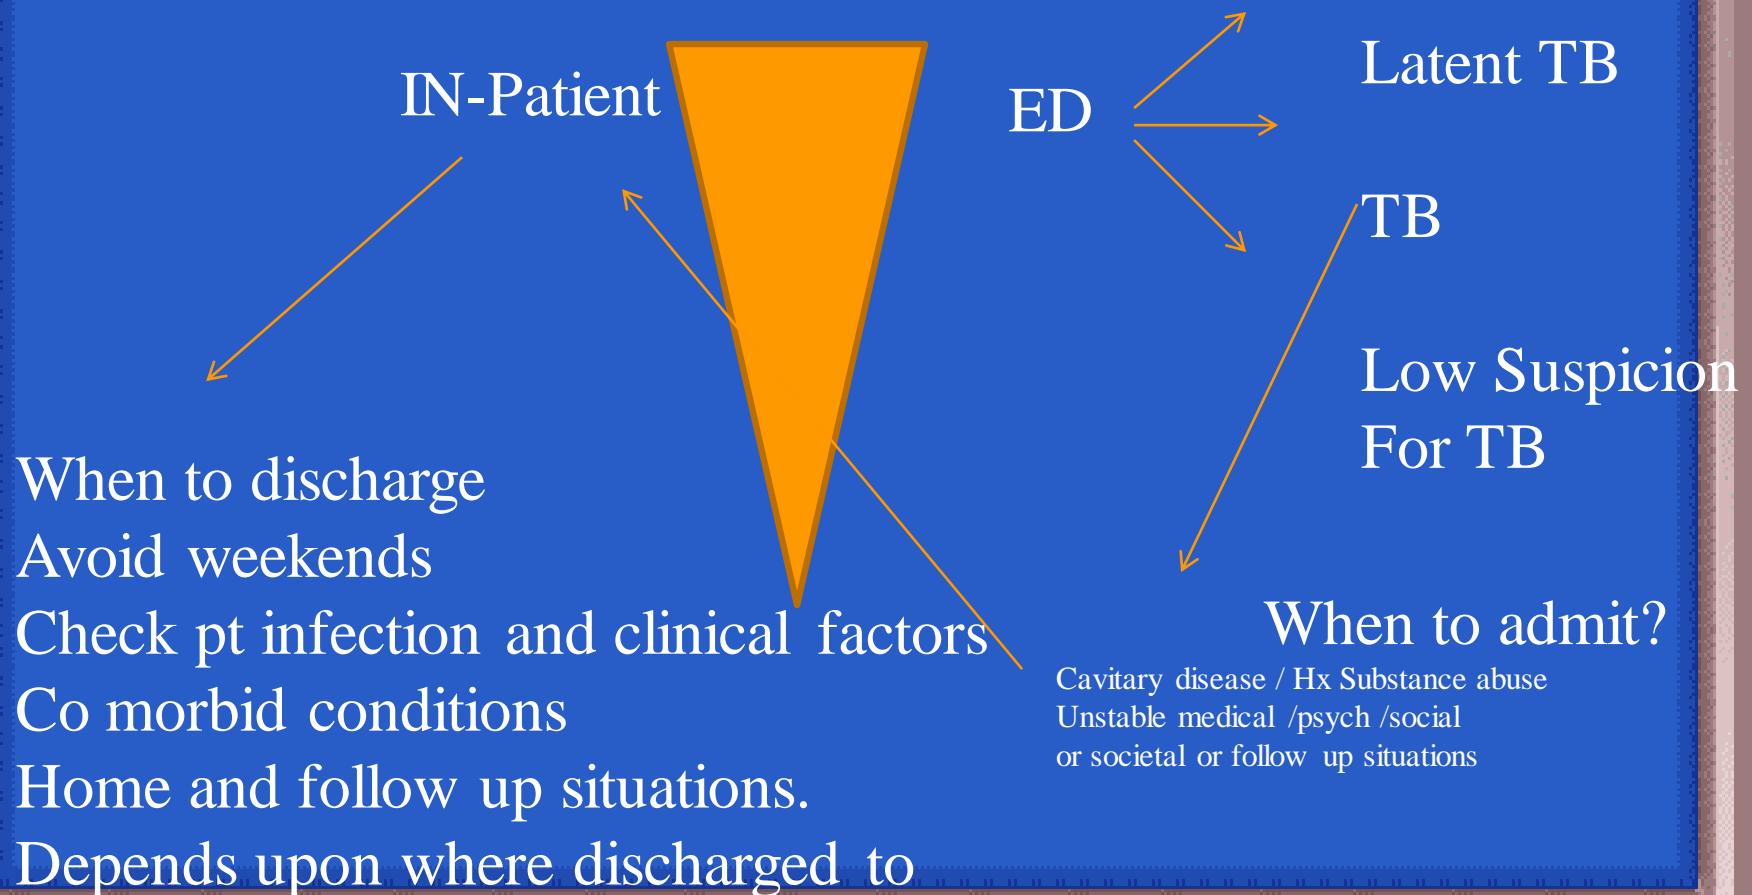 IN-Patient
ED
Latent TB
TB
Low Suspicion
For TB
When to discharge
Avoid weekends
Check pt infection and clinical factors
Co morbid conditions
Home and follow up situations.
Depends upon where discharged to
When to admit?
Cavitary disease / Hx Substance abuse
Unstable medical /psych /social
or societal or follow up situations